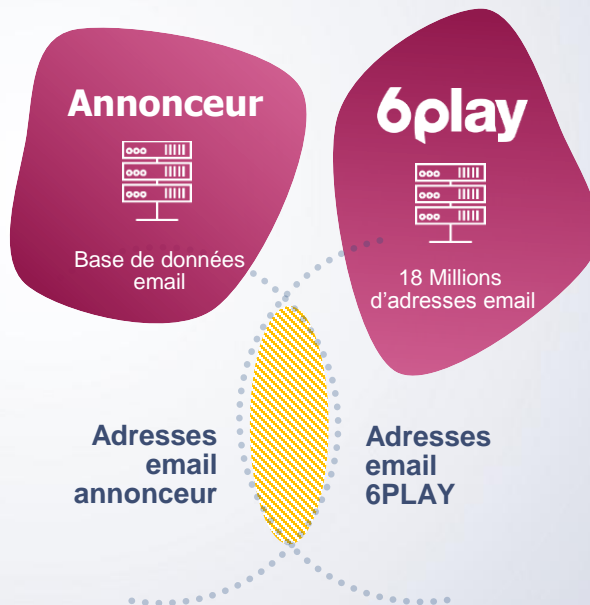 Annonceur
Base de données
email
6play
18 Millions
d'adresses email
Adresses
email
annonceur
Adresses
email
6PLAY